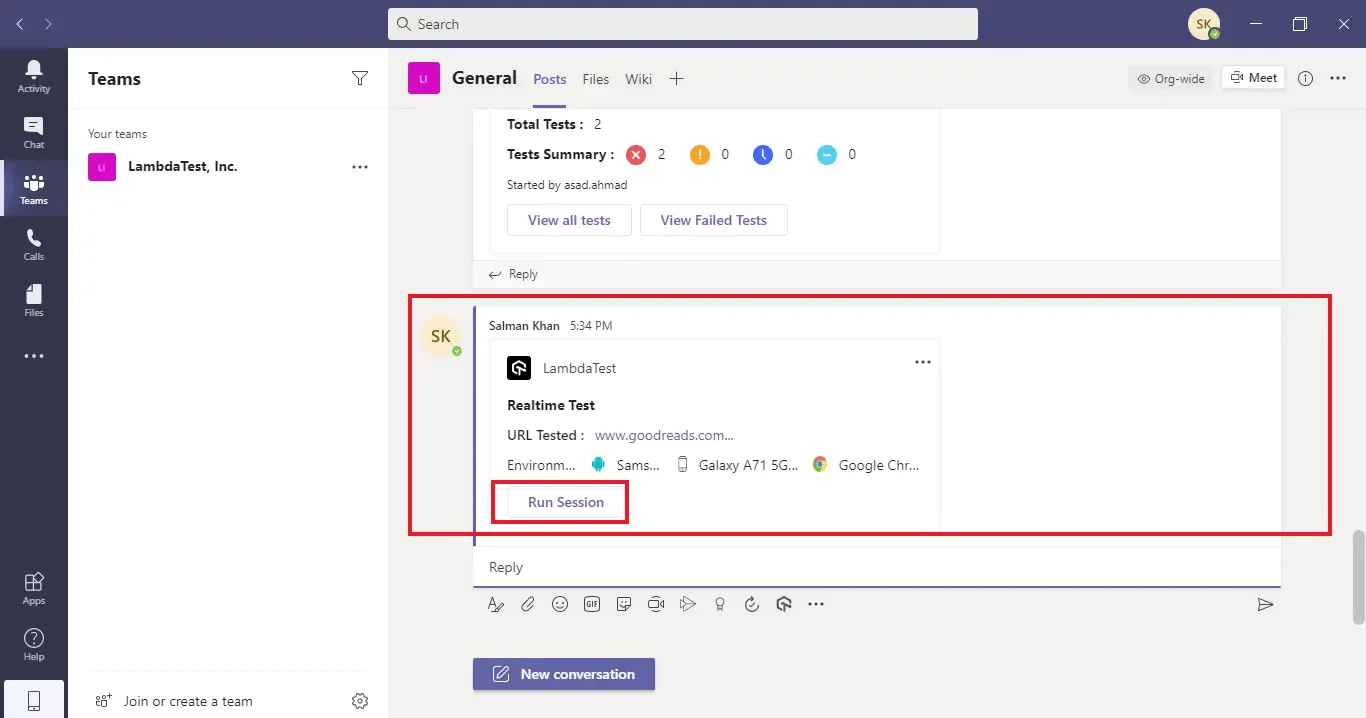 Search
SK
Activity
Chat
Teams
Calls
Files
Apps
Help
Teams
Your teams
LI
LambdaTest, Inc.
Join or create a team
LI
General
Posts
Files
Wiki
Org-wide
Meet
Total Tests : 2
Tests Summary : 2 0 0 0
Started by asad.ahmad
View all tests
View Failed Tests
Reply
SK
Salman Khan 5:34 PM
LambdaTest
Realtime Test
URL Tested : www.goodreads.com...
Environm... Sams... Galaxy A71 5G... Google Chr...
Run Session
Reply
GIF
New conversation